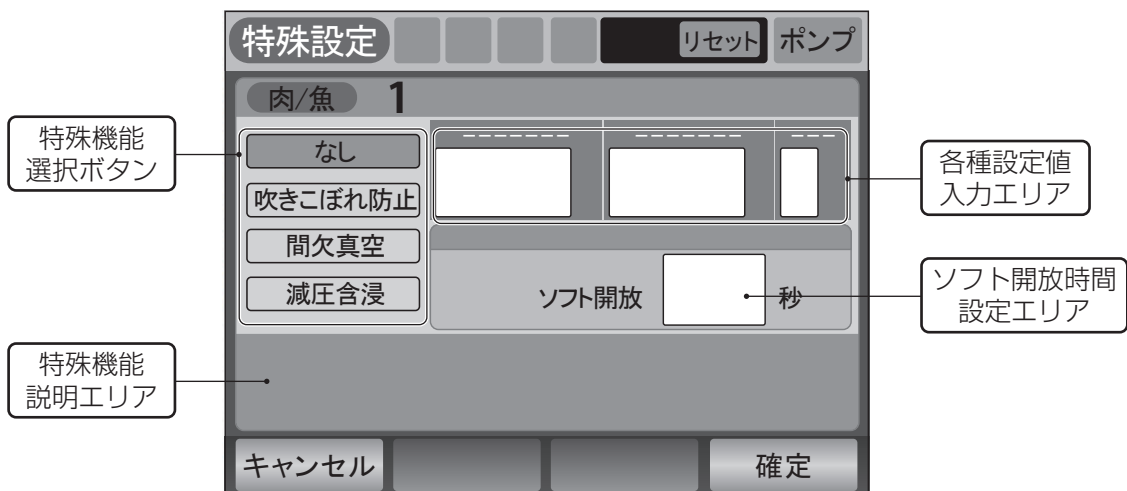 特殊設定
リセット
ポンプ
肉/魚 1
特殊機能
選択ボタン
なし
吹きこぼれ防止
間欠真空
減圧含浸
各種設定値
入力エリア
ソフト開放
秒
ソフト開放時間
設定エリア
特殊機能
説明エリア
キャンセル
確定